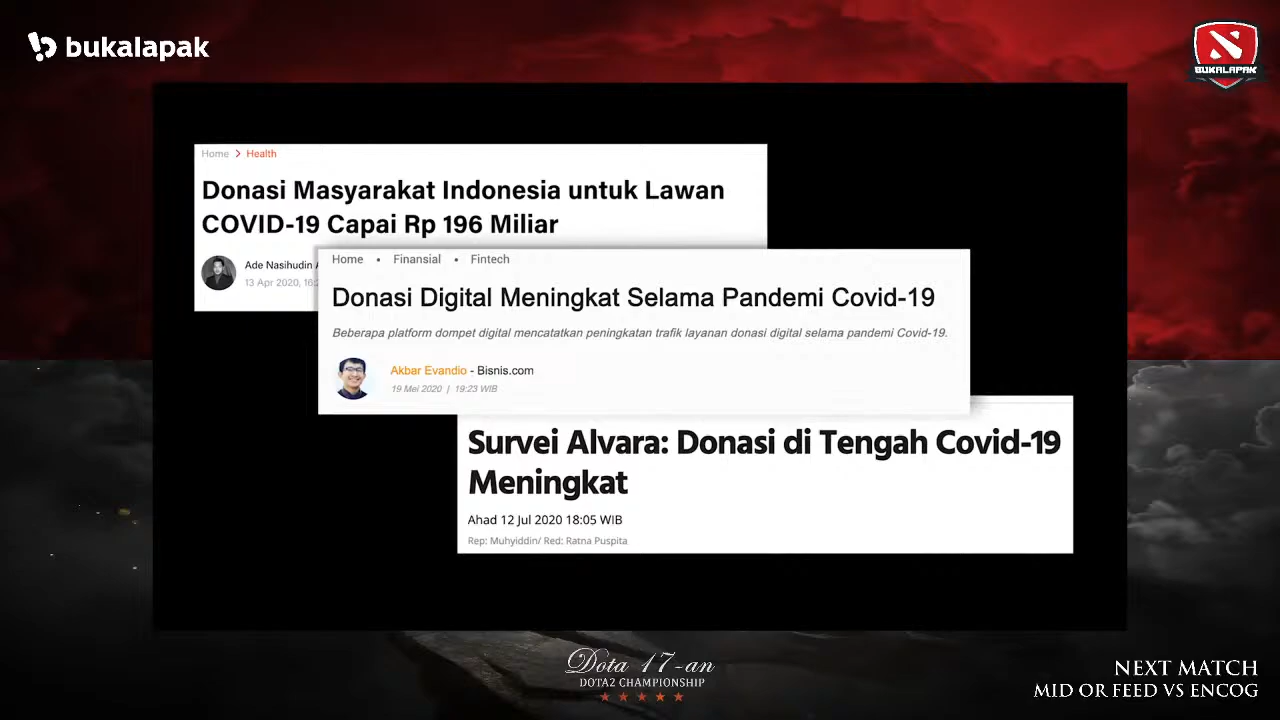 bukalapak
BUKALAPAK
Home > Health
Donasi Masyarakat Indonesia untuk Lawan
COVID-19 Capai Rp 196 Miliar
Ade Nasihudin
13 Apr 2020, 16:
Home • Finansial • Fintech
Donasi Digital Meningkat Selama Pandemi Covid-19
Beberapa platform dompet digital mencatatkan peningkatan trafik layanan donasi digital selama pandemi Covid-19.
Akbar Evandio - Bisnis.com
19 Mei 2020 | 19:23 WIB
Survei Alvara: Donasi di Tengah Covid-19
Meningkat
Ahad 12 Jul 2020 18:05 WIB
Rep: Muhyiddin/ Red: Ratna Puspita
Dota 17-an
DOTA2 CHAMPIONSHIP
NEXT MATCH
MID OR FEED VS ENCOG